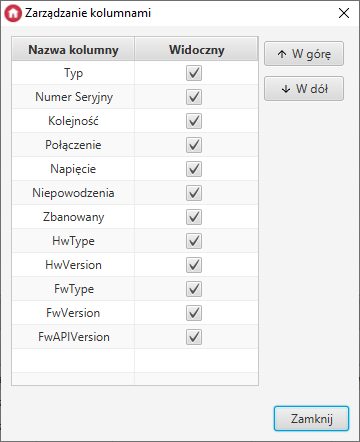 Zarządzanie kolumnami
Nazwa kolumny Widoczny
Typ
Numer Seryjny
Kolejność
Połączenie
Napięcie
Niepowodzenia
Zbanowany
HwType
HwVersion
FwType
FwVersion
FwAPIVersion
W górę
W dół
Zamknij